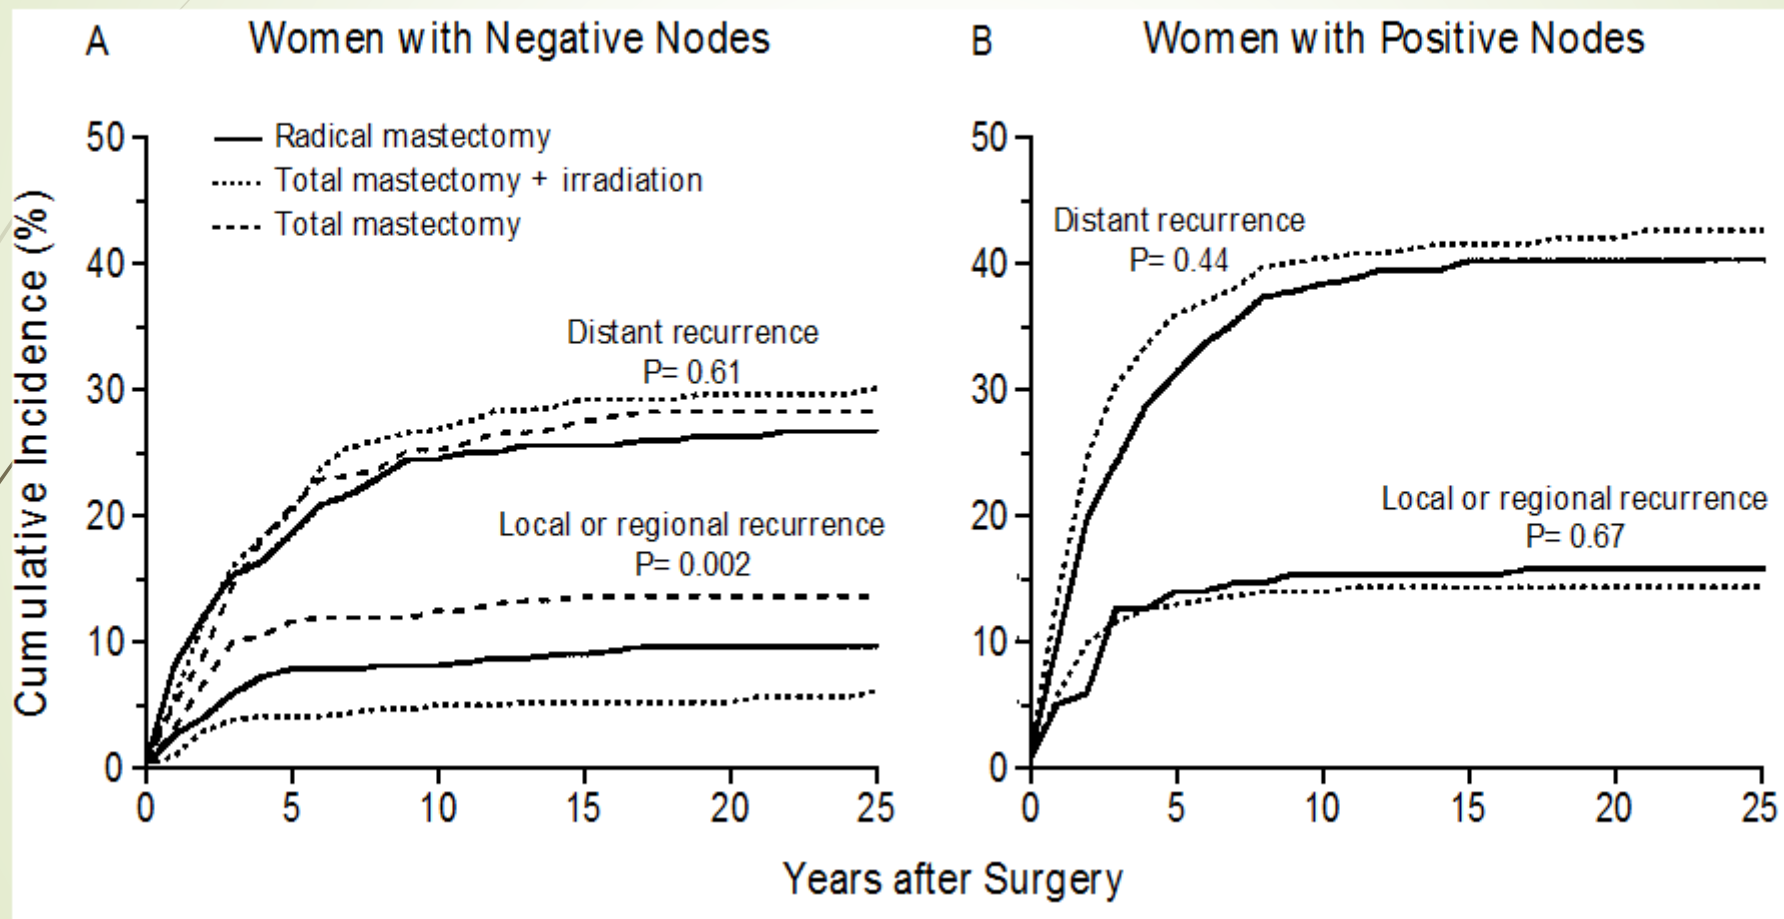 A Women with Negative Nodes
B Women with Positive Nodes
Cumulative Incidence (%)
50
40
30
20
10
0
Radical mastectomy
Total mastectomy + irradiation
Total mastectomy
Distant recurrence
P= 0.61
Local or regional recurrence
P= 0.002
0 5 10 15 20 25
50
40
30
20
10
0
Distant recurrence
P= 0.44
Local or regional recurrence
P= 0.67
0 5 10 15 20 25
Years after Surgery